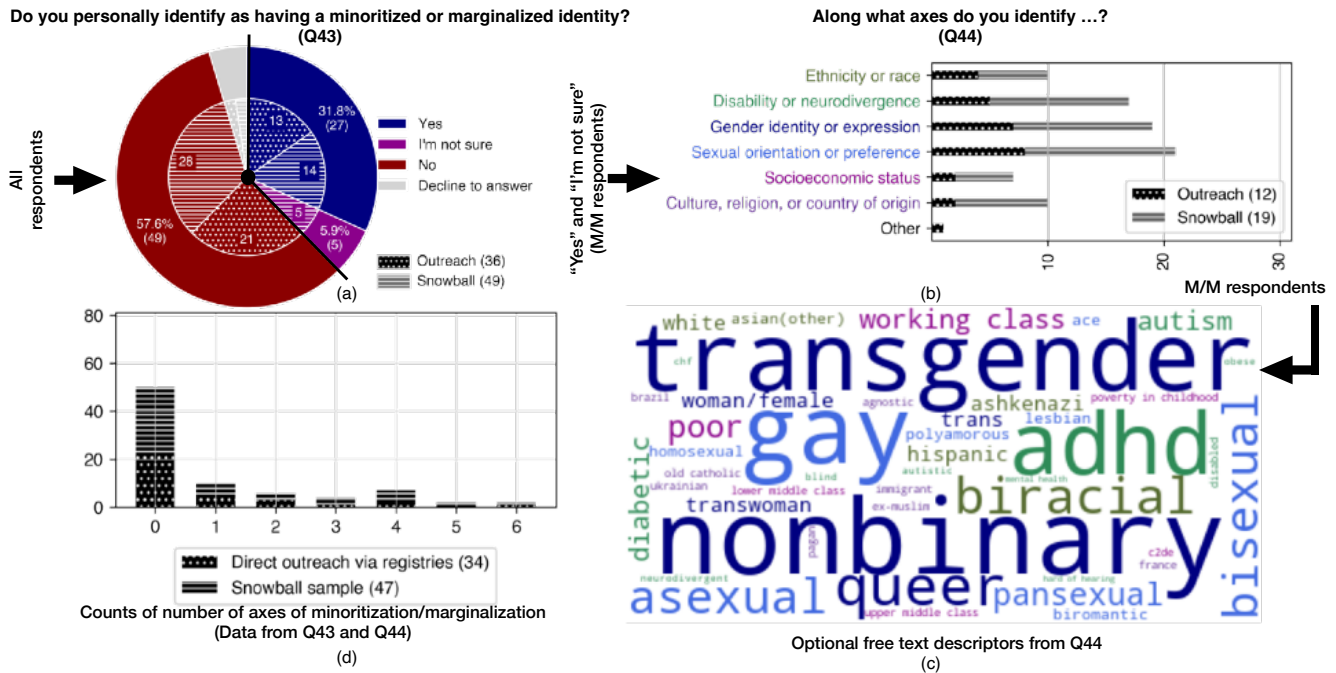 Do you personally identify as having a minoritized or marginalized identity?
(Q43)
All
respondents
31.8%
(27)
13
14
28
5
21
5.9%
(5)
57.6%
(49)
Yes
I'm not sure
No
Decline to answer
Outreach (36)
Snowball (49)
(a)
Along what axes do you identify ...?
(Q44)
"Yes" and "I'm not sure"
(M/M respondents)
Ethnicity or race
Disability or neurodivergence
Gender identity or expression
Sexual orientation or preference
Socioeconomic status
Culture, religion, or country of origin
Other
Outreach (12)
Snowball (19)
10
20
30
(b)
M/M respondents
80
60
40
20
0
0 1 2 3 4 5 6
Direct outreach via registries (34)
Snowball sample (47)
Counts of number of axes of minoritization/marginalization
(Data from Q43 and Q44)
(d)
white
asian(other)
working class
ace
autism
transgender
chf
obese
brazil
woman/female
agnostic
ashkenazi
poverty in childhood
poor
gay
trans
lesbian
adhd
polyamorous
homosexual
hispanic
bisexual
diabetic
disabled
old catholic
blind
autistic
mental health
ukrainian
lower middle class
immigrant
biracial
transwoman
ex-muslim
nonbinary
pagan
c2de
france
neurodivergent
hard of hearing
asexual
queer
pansexual
upper middle class
biromantic
Optional free text descriptors from Q44
(c)